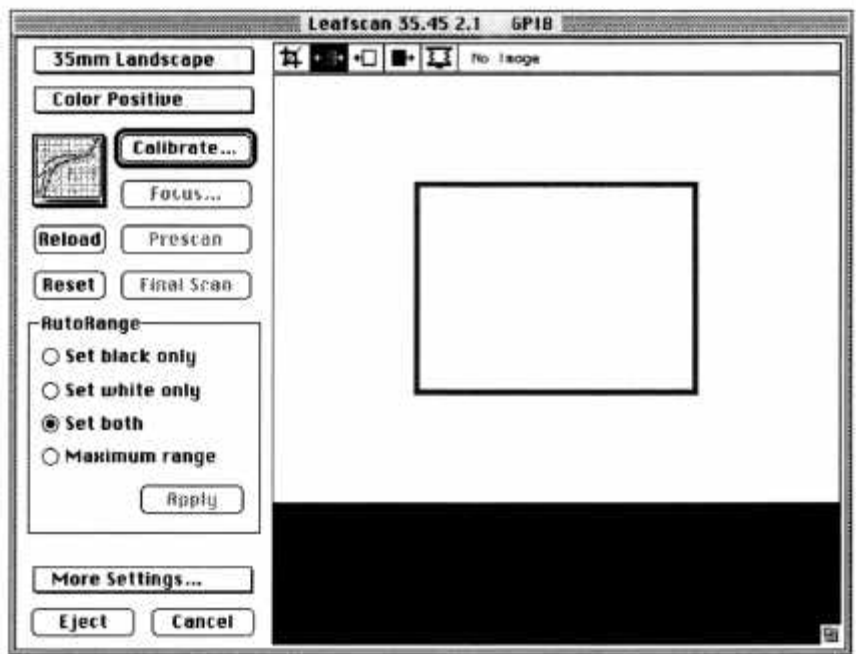 Leafscan 35.45 2.1 GPIB
35mm Landscape
No Image
Color Positive
Calibrate...
Focus...
Reload
Prescan
Reset
Final Scan
AutoRange
Set black only
Set white only
Set both
Maximum range
Apply
More Settings...
Eject
Cancel